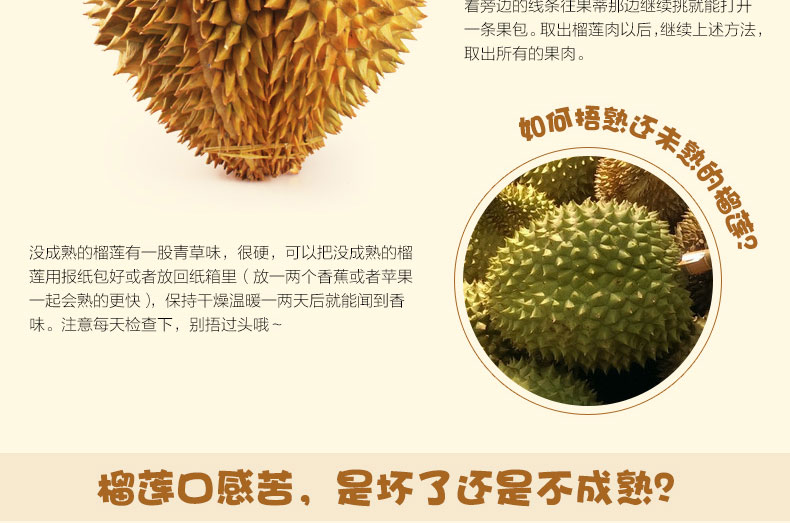 着旁边的线条往果蒂那边继续挑就能打开
一条果包。取出榴莲肉以后,继续上述方法,
取出所有的果肉。
如何捂熟还未熟的榴莲?
没成熟的榴莲有一股青草味，很硬，可以把没成熟的榴
莲用报纸包好或者放回纸箱里（放一两个香蕉或者苹果
一起会熟的更快），保持干燥温暖一两天后就能闻到香
味。注意每天检查下，别捂过头哦～
榴莲口感苦，是坏了还是不成熟?